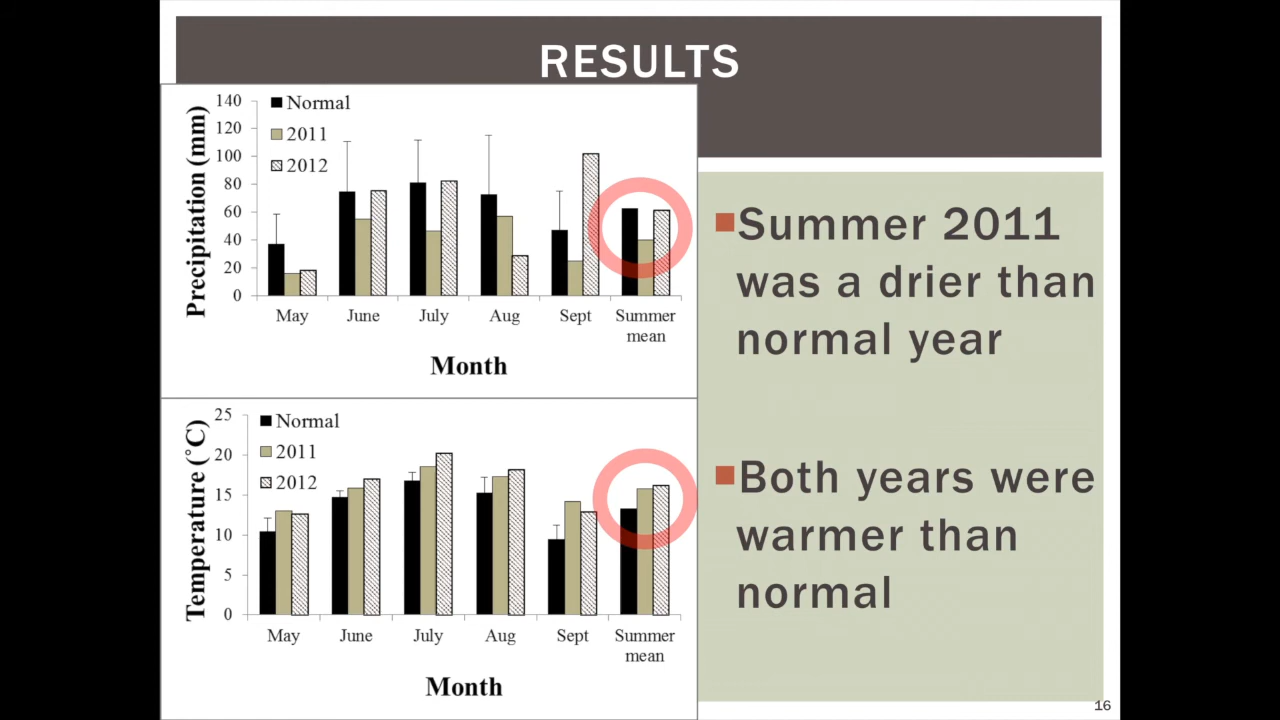 RESULTS
Precipitation (mm)
140
120
100
80
60
40
20
0
Normal
2011
2012
May June July Aug Sept Summer
mean
Month
Temperature (˚C)
25
20
15
10
5
0
Normal
2011
2012
May June July Aug Sept Summer
mean
Month
Summer 2011
was a drier than
normal year
Both years were
warmer than
normal
16